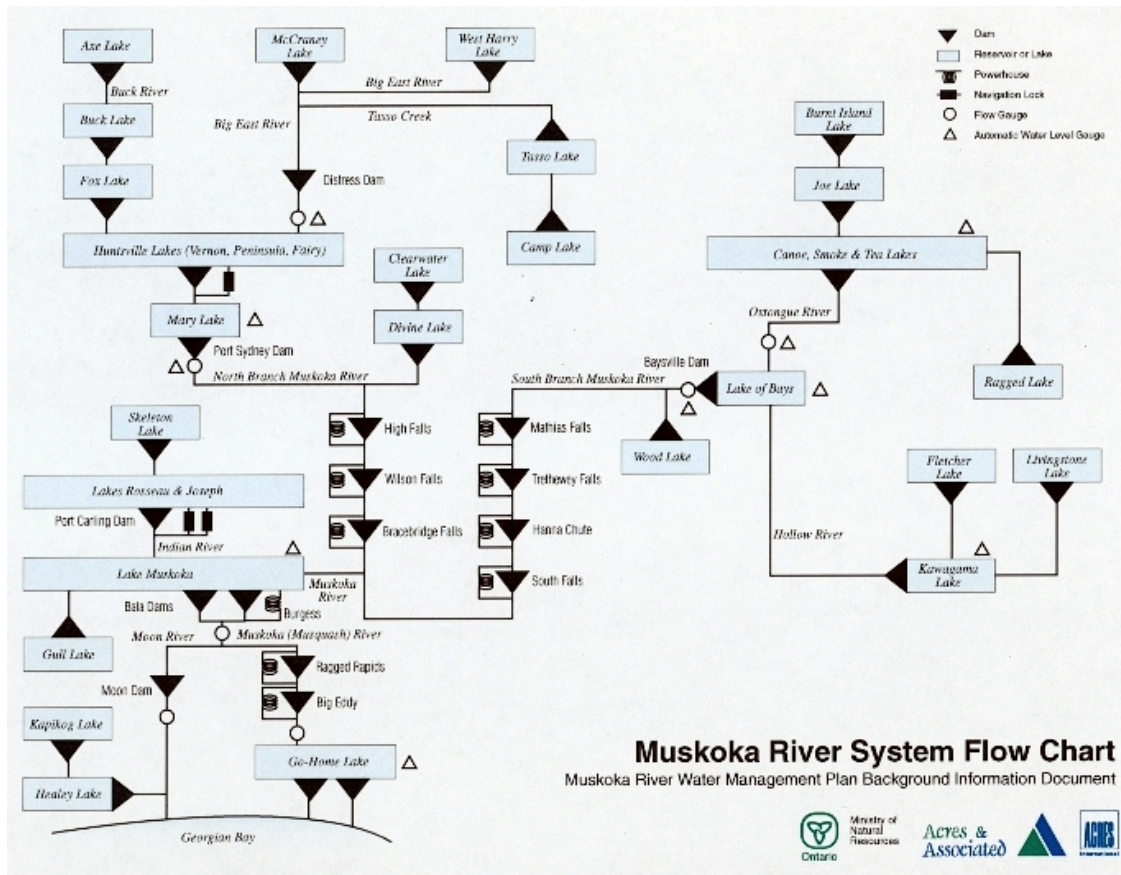 Axe Lake
McCraney
Lake
West Harry
Lake
Dam
Reservoir or Lake
Powerhouse
Navigation Lock
Flow Gauge
Automatic Water Level Gauge
Buck River
Big East River
Big East River
Tasso Creek
Buck Lake
Burnt Island
Lake
Tasso Lake
Fox Lake
Distress Dam
Joe Lake
Huntsville Lakes (Vernon, Peninsula, Fairy)
Camp Lake
Canoe, Smoke & Tea Lakes
Clearwater
Lake
Mary Lake
Divine Lake
Oxtongue River
Port Sydney Dam
North Branch Muskoka River
South Branch Muskoka River
Baysville Dam
Lake of Bays
Ragged Lake
Skeleton
Lake
High Falls
Mathias Falls
Wood Lake
Fletcher
Lake
Livingstone
Lake
Lakes Rosseau & Joseph
Wilson Falls
Trethewey Falls
Port Carling Dam
Bracebridge Falls
Hanna Chute
Hollow River
Indian River
Lake Muskoka
Muskoka
River
South Falls
Kawagama
Lake
Bala Dams
Burgess
Moon River
Muskoka (Musquash) River
Gull Lake
Ragged Rapids
Moon Dam
Big Eddy
Kapikog Lake
Go-Home Lake
Healey Lake
Georgian Bay
Muskoka River System Flow Chart
Muskoka River Water Management Plan Background Information Document
Ontario
Ministry of
Natural
Resources
Acres &
Associated
ACRES